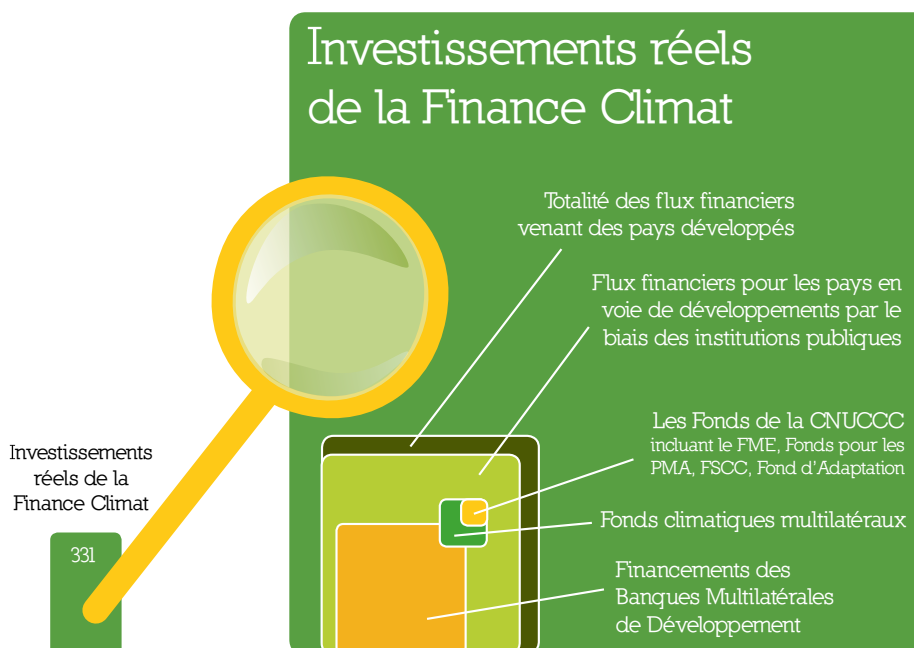 Investissements réels
de la Finance Climat
Totalité des flux financiers
venant des pays développés
Flux financiers pour les pays en
voie de développements par le
biais des institutions publiques
Les Fonds de la CNUCCC
incluant le FME, Fonds pour les
PMA, FSCC, Fond d'Adaptation
Fonds climatiques multilatéraux
Financements des
Banques Multilatérales
de Développement
Investissements
réels de la
Finance Climat
331